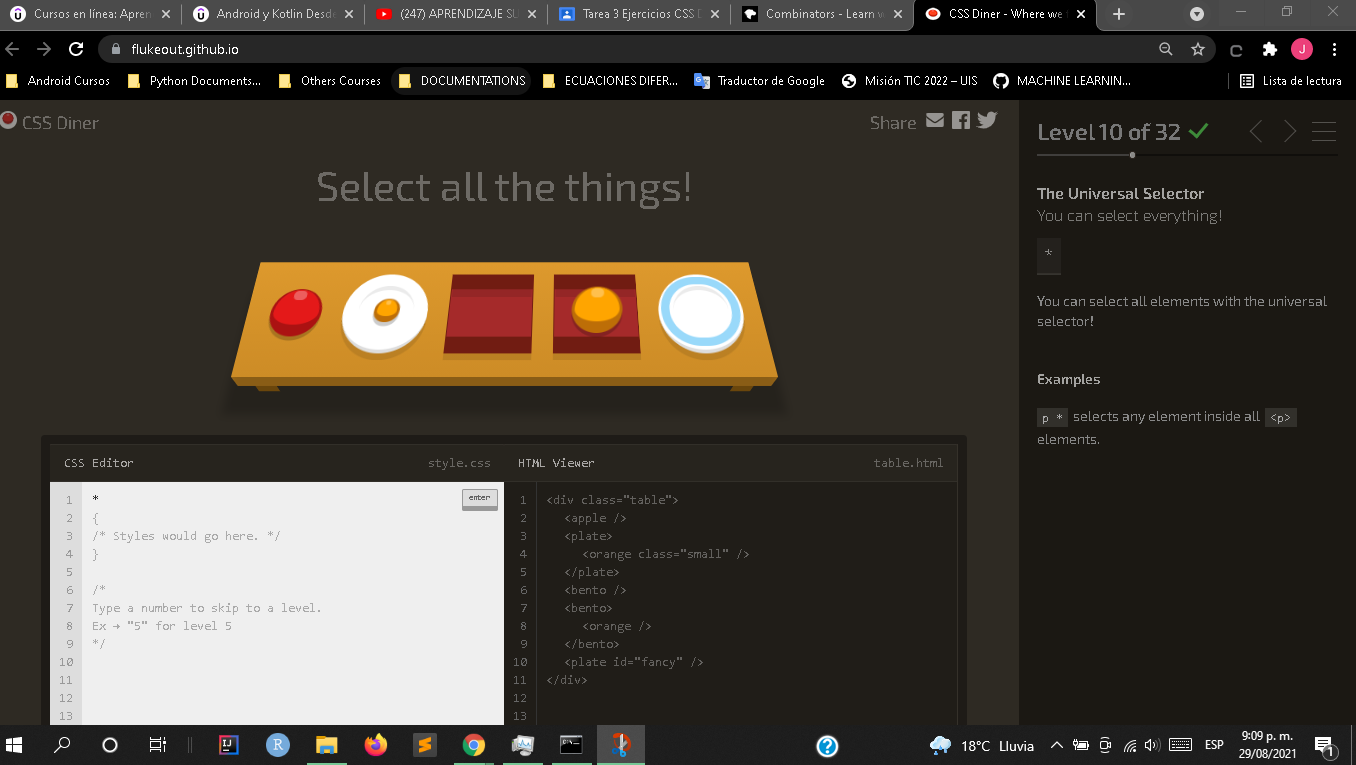 Cursos en línea: Apren
Android y Kotlin Desde
(247) APRENDIZAJE SU
Tarea 3 Ejercicios CSS D
Combinators - Learn w
CSS Diner - Where we
flukeout.github.io
J
Android Cursos
Python Documents...
Others Courses
DOCUMENTATIONS
ECUACIONES DIFER...
Traductor de Google
Misión TIC 2022 – UIS
MACHINE LEARNIN...
Lista de lectura
CSS Diner
Share
Select all the things!
Level 10 of 32
The Universal Selector
You can select everything!
*
You can select all elements with the universal
selector!
Examples
p * selects any element inside all <p>
elements.
CSS Editor
style.css
1 *
enter
2 {
3 /* Styles would go here. */
4 }
5
6 /*
7 Type a number to skip to a level.
8 Ex → "5" for level 5
9 */
10
11
12
13
HTML Viewer
table.html
1 <div class="table">
2 <apple />
3 <plate>
4 <orange class="small" />
5 </plate>
6 <bento />
7 <bento>
8 <orange />
9 </bento>
10 <plate id="fancy" />
11 </div>
12
13
IJ
R
18°C Lluvia
ESP
9:09 p. m.
29/08/2021
1